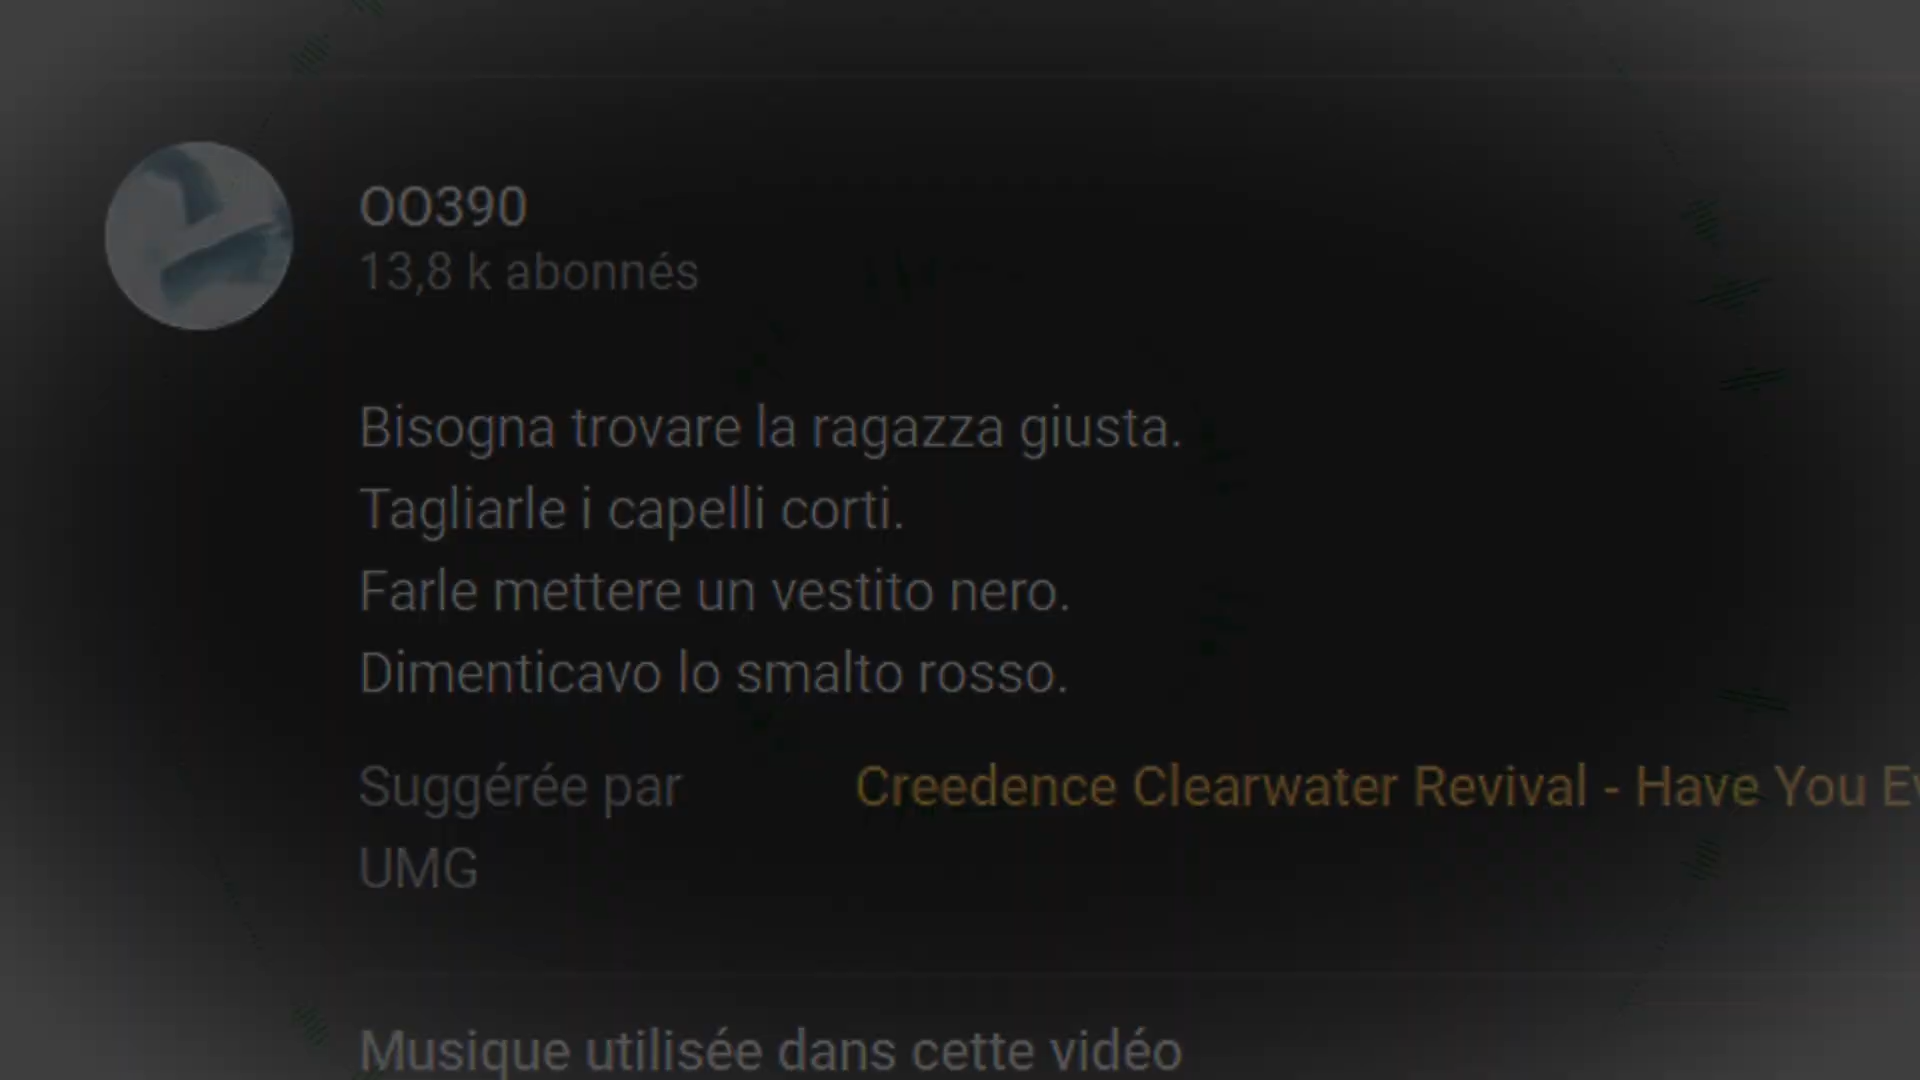 OO390
13,8 k abonnés
Bisogna trovare la ragazza giusta.
Tagliarle i capelli corti.
Farle mettere un vestito nero.
Dimenticavo lo smalto rosso.
Suggérée par
UMG
Creedence Clearwater Revival - Have You Ev
Musique utilisée dans cette vidéo